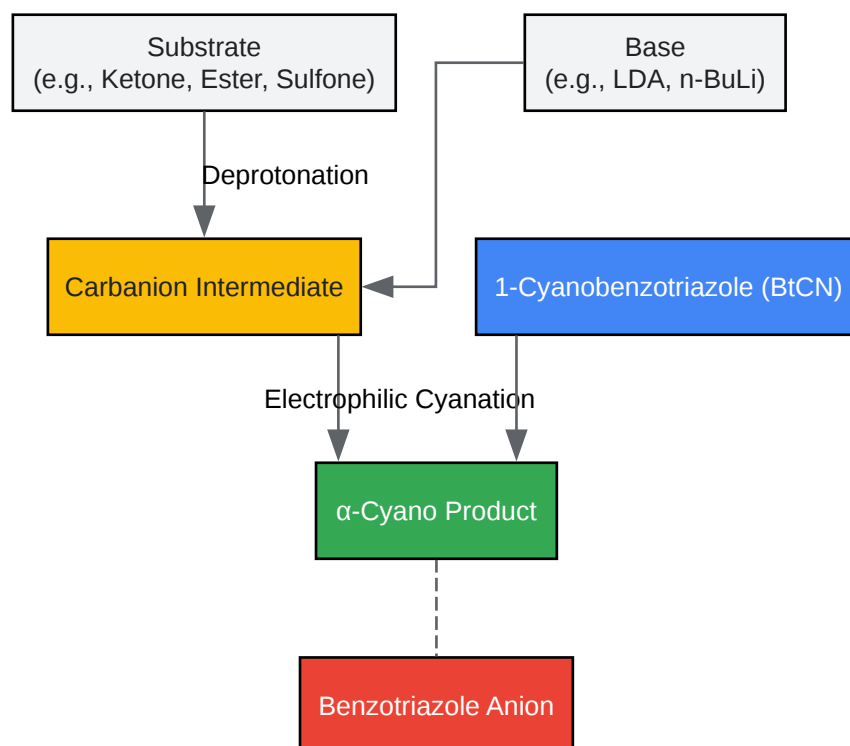 Substrate
(e.g., Ketone, Ester, Sulfone)
Base
(e.g., LDA, n-BuLi)
Deprotonation
Carbanion Intermediate
1-Cyanobenzotriazole (BtCN)
Electrophilic Cyanation
α-Cyano Product
Benzotriazole Anion